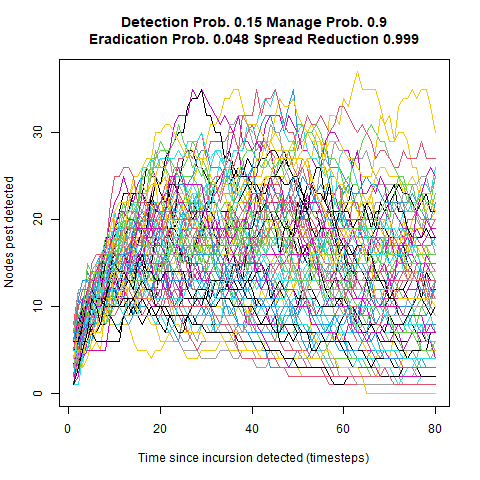 Detection Prob. 0.15 Manage Prob. 0.9
Eradication Prob. 0.048 Spread Reduction 0.999
Nodes pest detected
30
20
10
0
0 20 40 60 80
Time since incursion detected (timesteps)